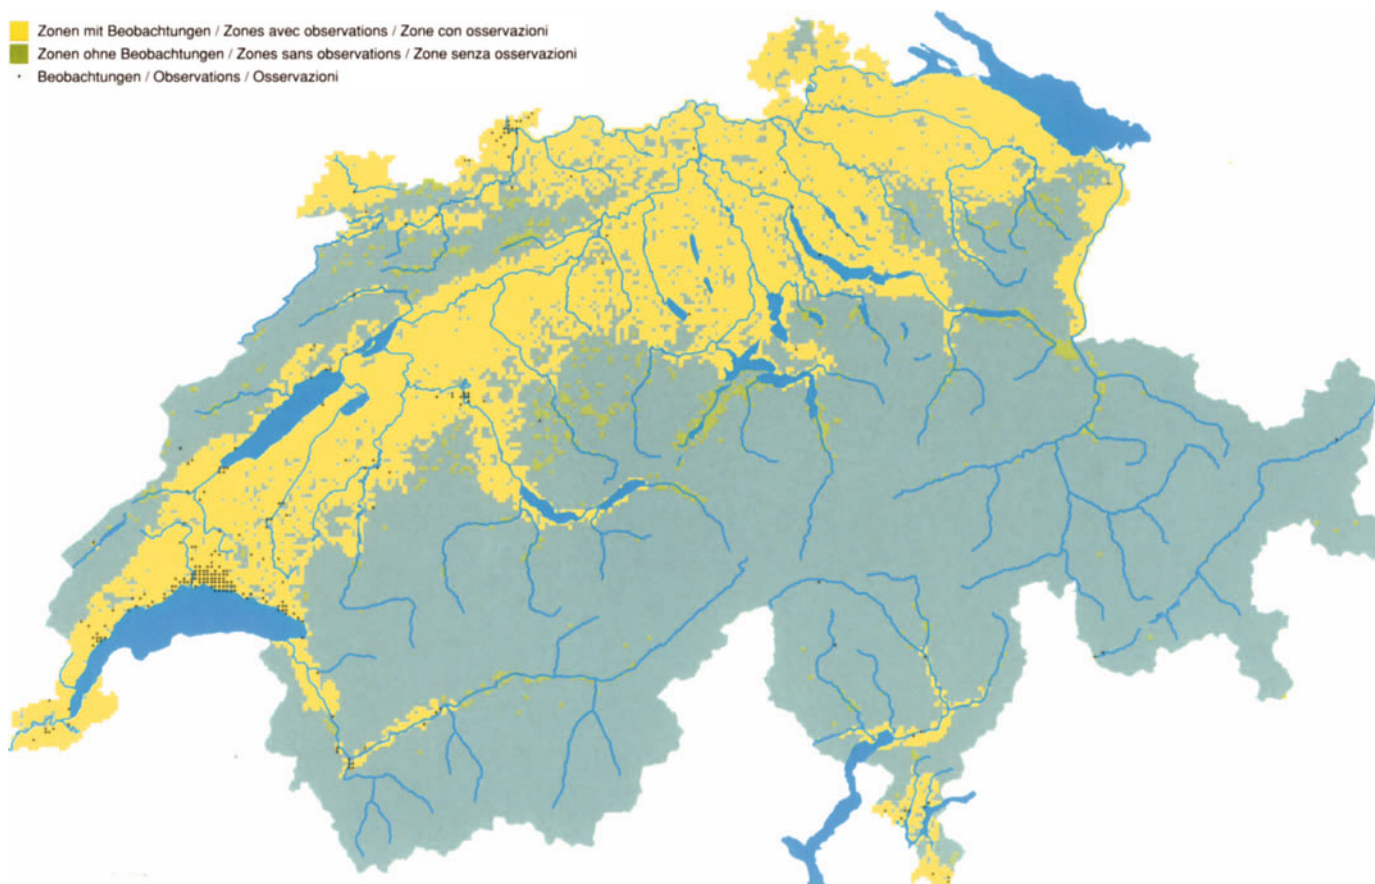 Zonen mit Beobachtungen / Zones avec observations / Zone con osservazioni
Zonen ohne Beobachtungen / Zones sans observations / Zone senza osservazioni
Beobachtungen / Observations / Osservazioni